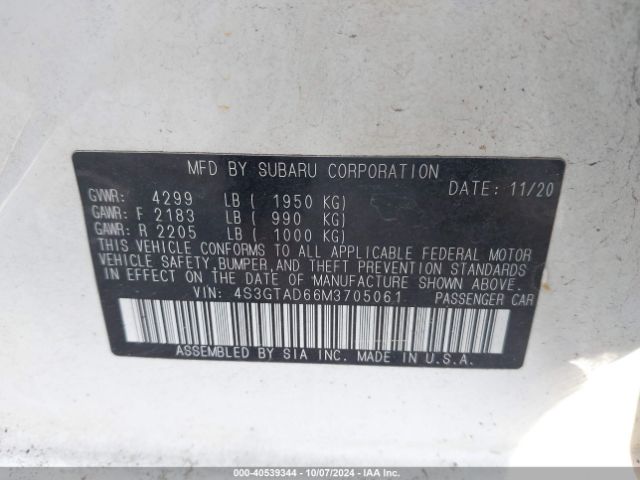 MFD BY SUBARU CORPORATION
DATE: 11/20
GVWR: 4299 LB ( 1950 KG)
GAWR: F 2183 LB ( 990 KG)
GAWR: R 2205 LB ( 1000 KG)
THIS VEHICLE CONFORMS TO ALL APPLICABLE FEDERAL MOTOR
VEHICLE SAFETY, BUMPER, AND THEFT PREVENTION STANDARDS
IN EFFECT ON THE DATE OF MANUFACTURE SHOWN ABOVE.
VIN: 4S3GTAD66M3705061 PASSENGER CAR
ASSEMBLED BY SIA INC. MADE IN U.S.A.
000-40539344 | 10/07/2024 - IAA Inc.